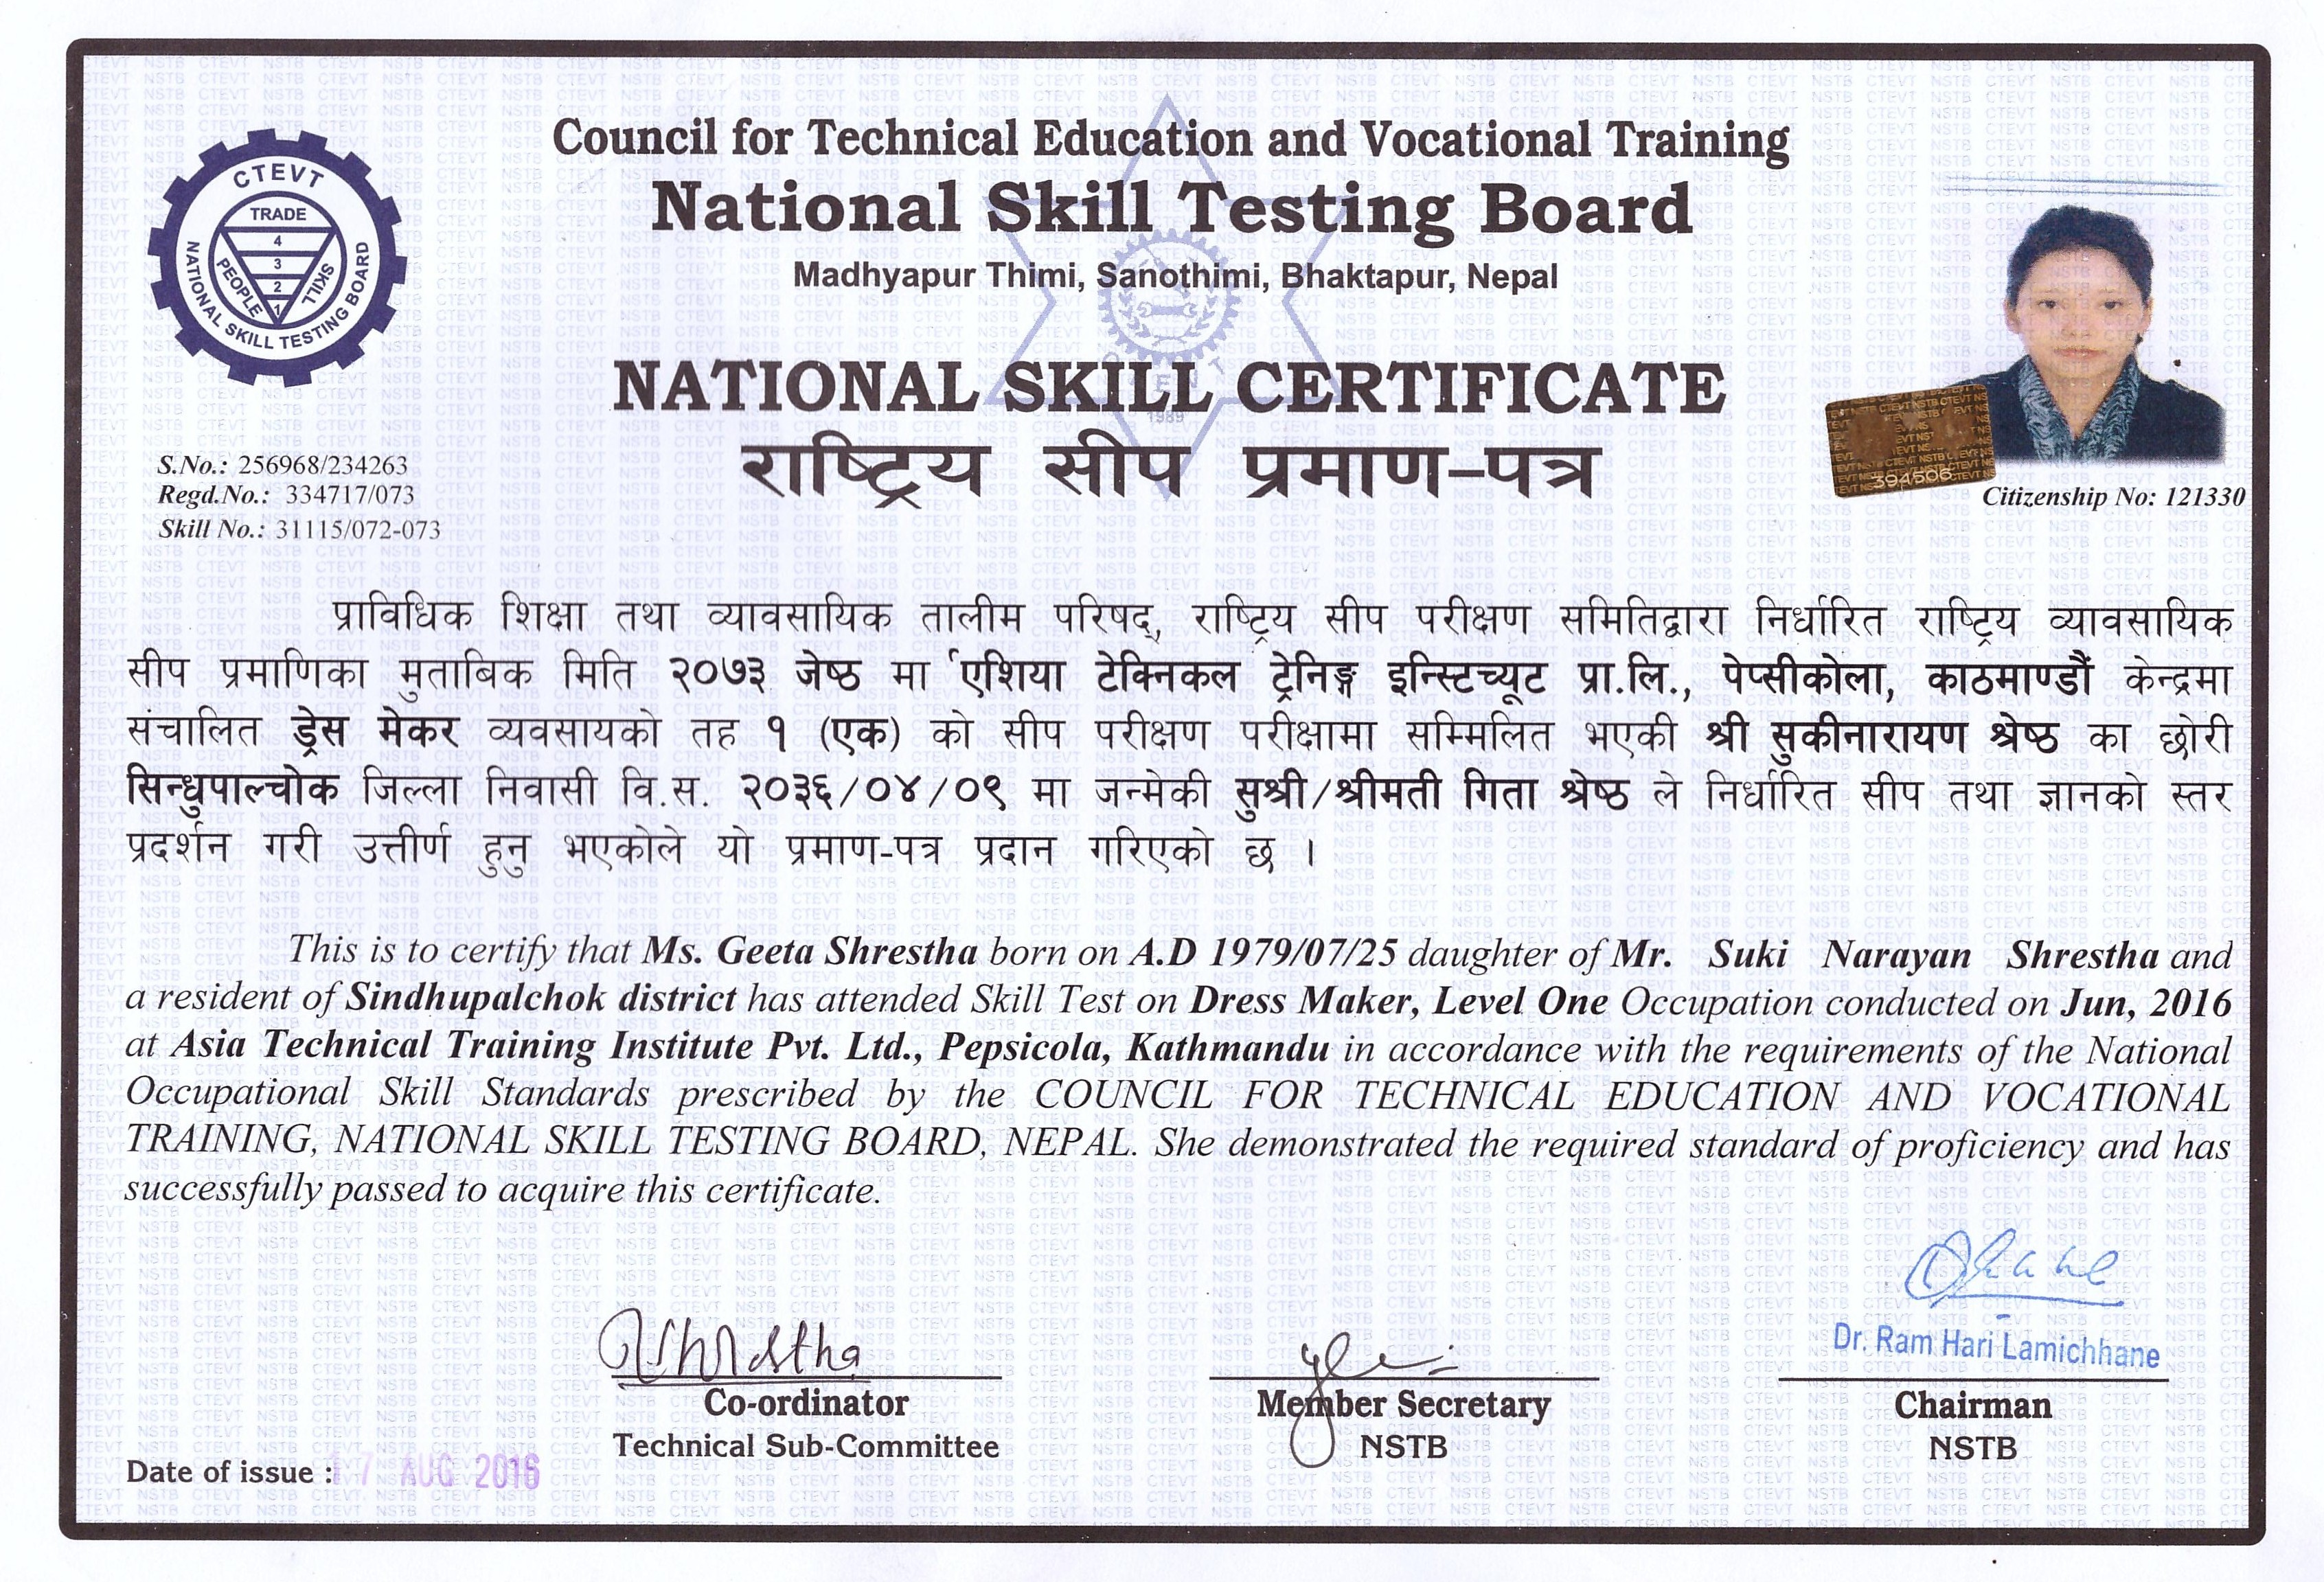 Council for Technical Education and Vocational Training
National Skill Testing Board
Madhyapur Thimi, Sanothimi, Bhaktapur, Nepal
CTEVT
TRADE
4
3
2
1
PEOPLE
SKILL
NATIONAL SKILL TESTING BOARD
NATIONAL SKILL CERTIFICATE
1989
राष्ट्रिय सीप प्रमाण-पत्र
S.No.: 256968/234263
Regd.No.: 334717/073
Skill No.: 31115/072-073
394506
Citizenship No: 121330
प्राविधिक शिक्षा तथा व्यावसायिक तालीम परिषद्, राष्ट्रिय सीप परीक्षण समितिद्वारा निर्धारित राष्ट्रिय व्यावसायिक
सीप प्रमाणिका मुताबिक मिति २०७३ जेष्ठ मा एशिया टेक्निकल ट्रेनिङ्ग इन्स्टिच्यूट प्रा.लि., पेप्सीकोला, काठमाण्डौं केन्द्रमा
संचालित ड्रेस मेकर व्यवसायको तह १ (एक) को सीप परीक्षण परीक्षामा सम्मिलित भएकी श्री सुकीनारायण श्रेष्ठ का छोरी
सिन्धुपाल्चोक जिल्ला निवासी वि.स. २०३६/०४/०९ मा जन्मेकी सुश्री/श्रीमती गिता श्रेष्ठ ले निर्धारित सीप तथा ज्ञानको स्तर
प्रदर्शन गरी उत्तीर्ण हुनु भएकोले यो प्रमाण-पत्र प्रदान गरिएको छ ।
This is to certify that Ms. Geeta Shrestha born on A.D 1979/07/25 daughter of Mr. Suki Narayan Shrestha and
a resident of Sindhupalchok district has attended Skill Test on Dress Maker, Level One Occupation conducted on Jun, 2016
at Asia Technical Training Institute Pvt. Ltd., Pepsicola, Kathmandu in accordance with the requirements of the National
Occupational Skill Standards prescribed by the COUNCIL FOR TECHNICAL EDUCATION AND VOCATIONAL
TRAINING, NATIONAL SKILL TESTING BOARD, NEPAL. She demonstrated the required standard of proficiency and has
successfully passed to acquire this certificate.
Dr. Ram Hari Lamichhane
Co-ordinator
Technical Sub-Committee
Member Secretary
NSTB
Chairman
NSTB
Date of issue : 17 AUG 2016